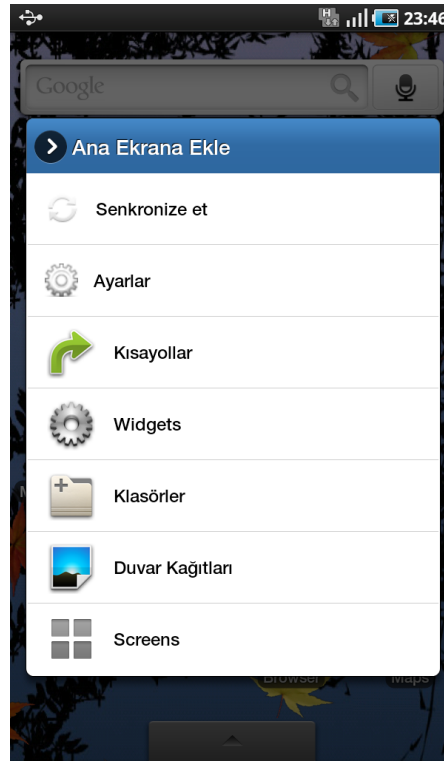 H
23:46
Google
Ana Ekrana Ekle
Senkronize et
Ayarlar
Kısayollar
Widgets
Klasörler
Duvar Kağıtları
Screens
Browser
Maps